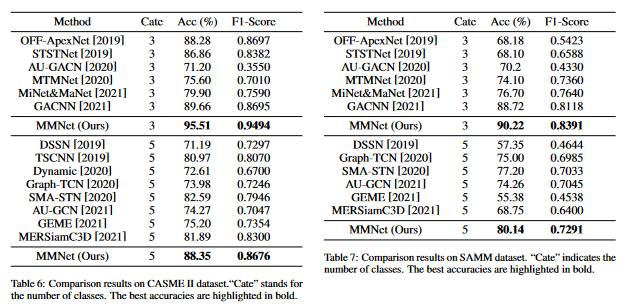 Method Cate Acc (%) F1-Score
OFF-ApexNet [2019] 3 88.28 0.8697
STSTNet [2019] 3 86.86 0.8382
AU-GACN [2020] 3 71.20 0.3550
MTMNet [2020] 3 75.60 0.7010
MiNet&MaNet [2021] 3 79.90 0.7590
GACNN [2021] 3 89.66 0.8695
MMNet (Ours) 3 95.51 0.9494
DSSN [2019] 5 71.19 0.7297
TSCNN [2019] 5 80.97 0.8070
Dynamic [2020] 5 72.61 0.6700
Graph-TCN [2020] 5 73.98 0.7246
SMA-STN [2020] 5 82.59 0.7946
AU-GCN [2021] 5 74.27 0.7047
GEME [2021] 5 75.20 0.7354
MERSiamC3D [2021] 5 81.89 0.8300
MMNet (Ours) 5 88.35 0.8676
Table 6: Comparison results on CASME II dataset.“Cate” stands for
the number of classes. The best accuracies are highlighted in bold.
Method Cate Acc (%) F1-Score
OFF-ApexNet [2019] 3 68.18 0.5423
STSTNet [2019] 3 68.10 0.6588
AU-GACN [2020] 3 70.2 0.4330
MTMNet [2020] 3 74.10 0.7360
MiNet&MaNet [2021] 3 76.70 0.7640
GACNN [2021] 3 88.72 0.8118
MMNet (Ours) 3 90.22 0.8391
DSSN [2019] 5 57.35 0.4644
Graph-TCN [2020] 5 75.00 0.6985
SMA-STN [2020] 5 77.20 0.7033
AU-GCN [2021] 5 74.26 0.7045
GEME [2021] 5 55.38 0.4538
MERSiamC3D [2021] 5 68.75 0.6400
MMNet (Ours) 5 80.14 0.7291
Table 7: Comparison results on SAMM dataset. “Cate” indicates the
number of classes. The best accuracies are highlighted in bold.